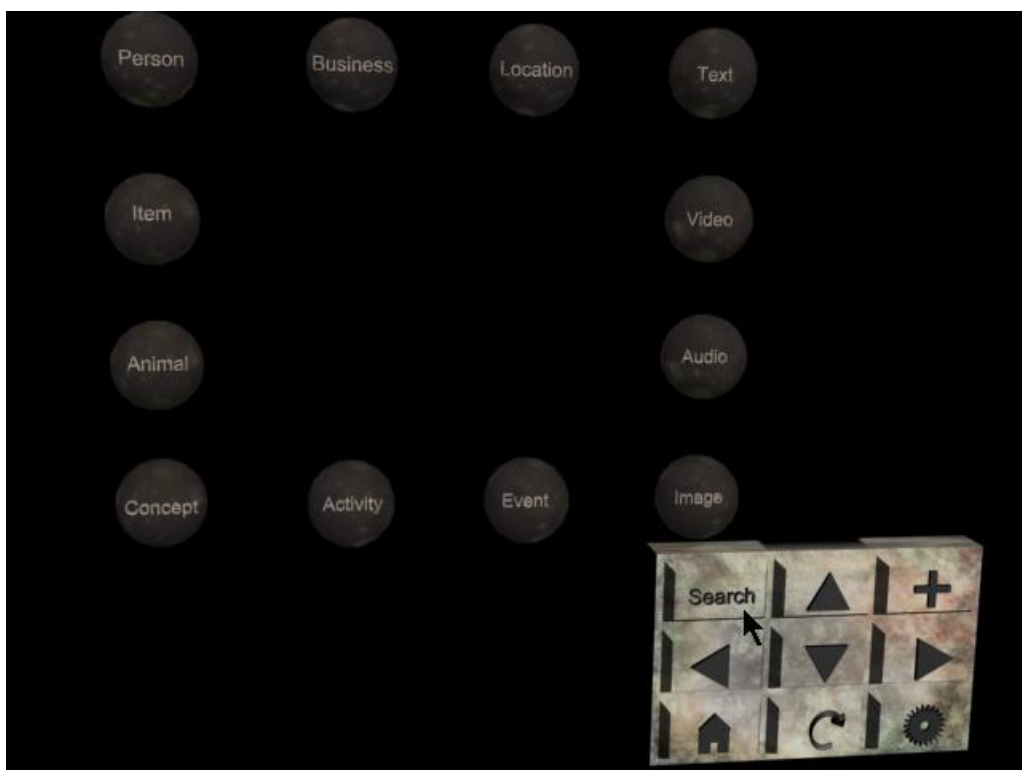 Person
Business
Location
Text
Item
Video
Animal
Audio
Concept
Activity
Event
Image
Search